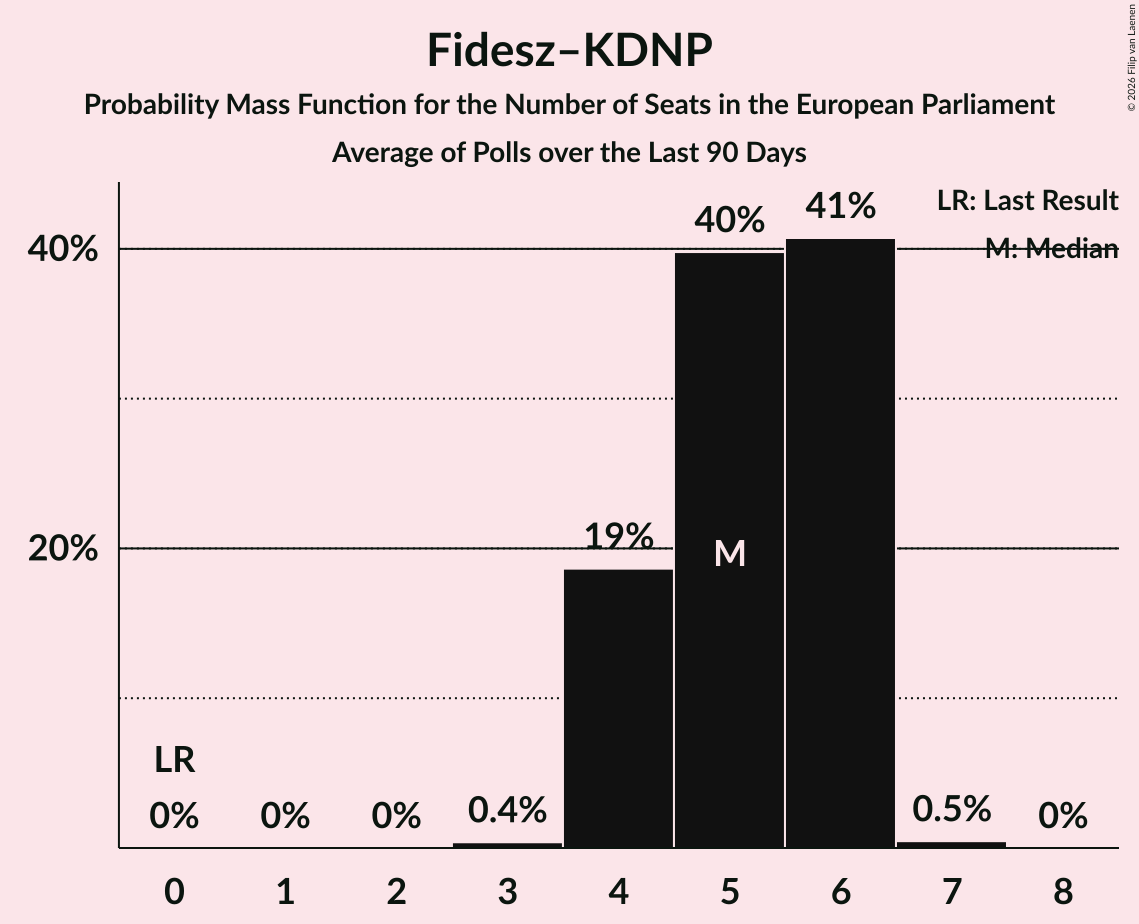 Fidesz–KDNP
Probability Mass Function for the Number of Seats in the European Parliament
Average of Polls over the Last 90 Days
© 2026 Filip van Laenen
LR: Last Result
M: Median
40%
20%
LR
0%
0%
0%
0.4%
19%
40%
M
41%
0.5%
0%
0 1 2 3 4 5 6 7 8